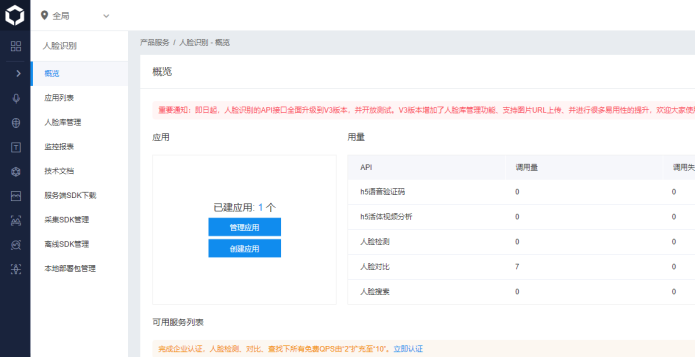 全局
人脸识别
概览
应用列表
人脸库管理
监控报表
技术文档
服务端SDK下载
采集SDK管理
离线SDK管理
本地部署包管理
产品服务 / 人脸识别 - 概览
概览
重要通知：即日起，人脸识别的API接口全面升级到V3版本，并开放测试。V3版本增加了人脸库管理功能、支持图片URL上传、并进行很多易用性的提升，欢迎大家使
应用
用量
已建应用: 1 个
管理应用
创建应用
API 调用量 调用失
h5语音验证码 0 0
h5活体视频分析 0 0
人脸检测 0 0
人脸对比 7 0
人脸搜索 0 0
可用服务列表
完成企业认证，人脸检测、对比、查找下所有免费QPS由“2”扩充至“10”。立即认证